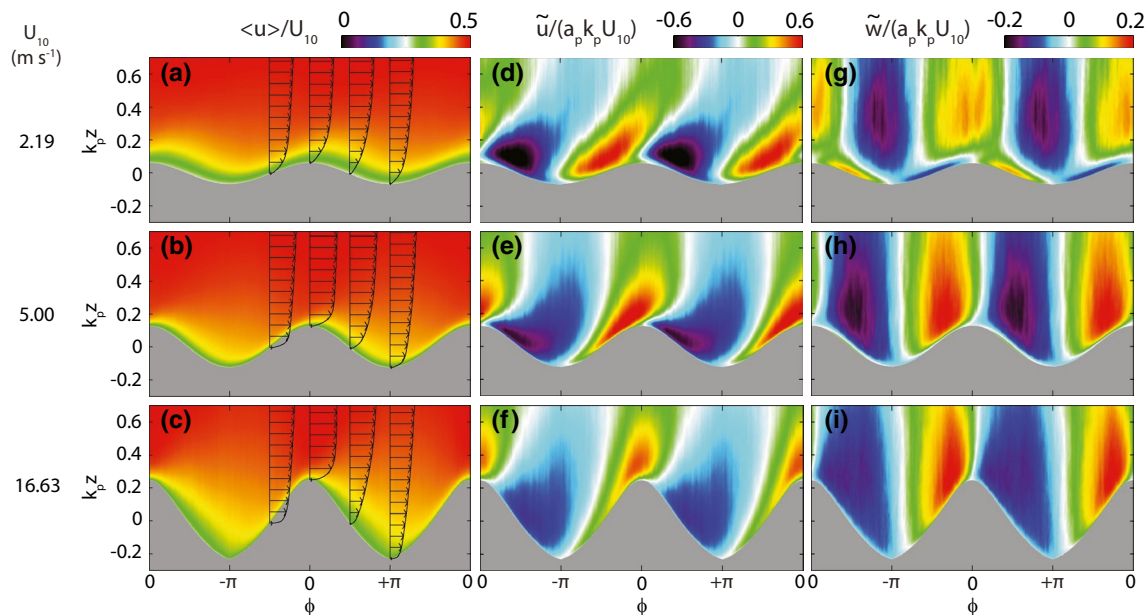 U10 (m s-1)
<u>/U10 0 0.5
ũ/(apkpU10) -0.6 0 0.6
w̃/(apkpU10) -0.2 0 0.2
2.19
kpz 0.6 0.4 0.2 0 -0.2
(a) (d) (g)
5.00
kpz 0.6 0.4 0.2 0 -0.2
(b) (e) (h)
16.63
kpz 0.6 0.4 0.2 0 -0.2
(c) (f) (i)
0 -π 0 +π 0 -π 0 +π 0 -π 0 +π 0
ϕ ϕ ϕ